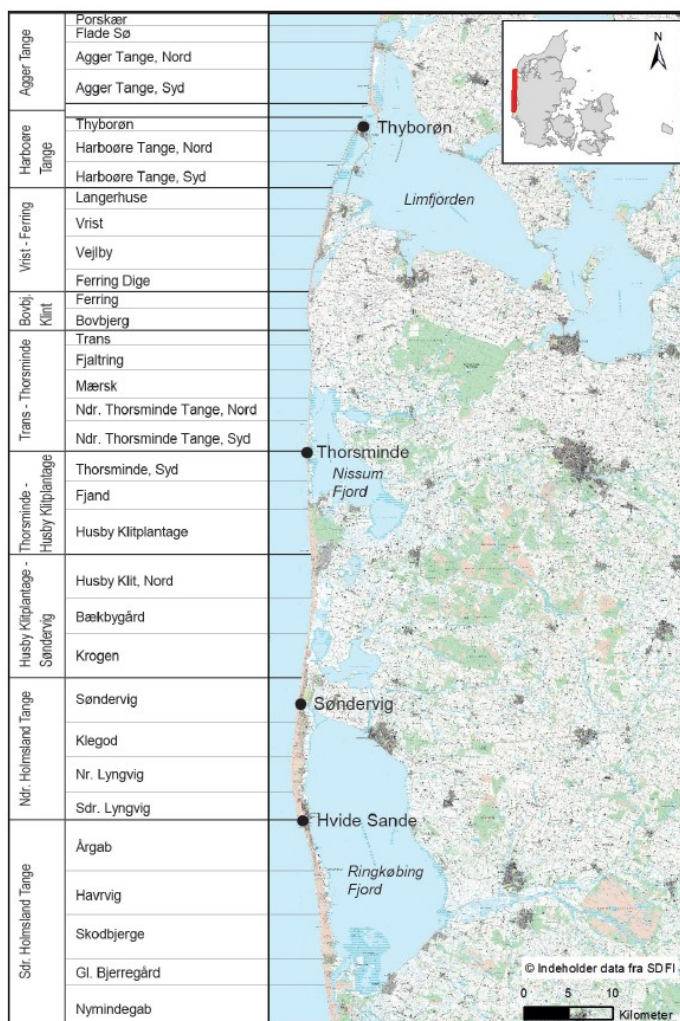 Agger Tange
Porskær
Flade Sø
Agger Tange, Nord
Agger Tange, Syd
Harboøre
Tange
Thyborøn
Harboøre Tange, Nord
Harboøre Tange, Syd
Vrist - Ferring
Langerhuse
Vrist
Vejlby
Ferring Dige
Bovbj.
Klint
Ferring
Bovbjerg
Trans - Thorsminde
Trans
Fjaltring
Mærsk
Ndr. Thorsminde Tange, Nord
Ndr. Thorsminde Tange, Syd
Thorsminde -
Husby Klitplantage
Thorsminde, Syd
Fjand
Husby Klitplantage
Husby Klitplantage -
Søndervig
Husby Klit, Nord
Bækbygård
Krogen
Ndr. Holmsland Tange
Søndervig
Klegod
Nr. Lyngvig
Sdr. Lyngvig
Sdr. Holmsland Tange
Årgab
Havrvig
Skodbjerge
Gl. Bjerregård
Nymindegab
N
Thyborøn
Limfjorden
Thorsminde
Nissum
Fjord
Søndervig
Hvide Sande
Ringkøbing
Fjord
© Indeholder data fra SDFI
0 5 10
Kilometer